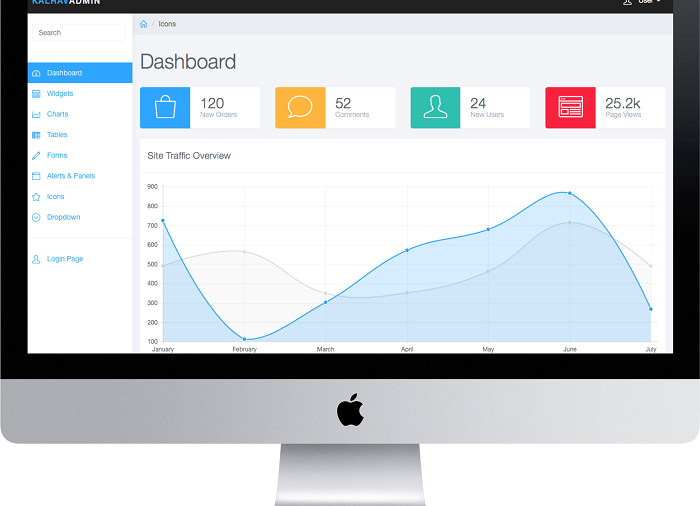 KALRAVADMIN
User
Search
Icons
Dashboard
Dashboard
Widgets
Charts
Tables
Forms
Alerts & Panels
Icons
Dropdown
Login Page
120
New Orders
52
Comments
24
New Users
25.2k
Page Views
Site Traffic Overview
900
800
700
600
500
400
300
200
100
January
February
March
April
May
June
July